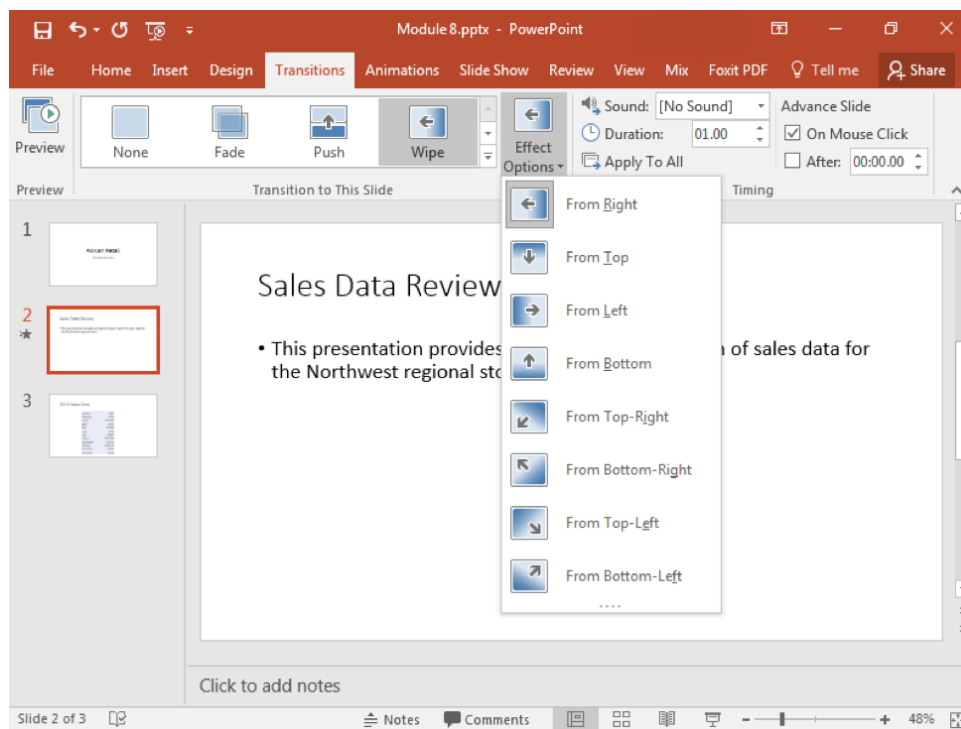 Module 8.pptx - PowerPoint
File Home Insert Design Transitions Animations Slide Show Review View Mix Foxit PDF Tell me Share
Preview
None
Fade
Push
Wipe
Effect Options
Sound: [No Sound]
Duration: 01.00
Apply To All
Advance Slide
On Mouse Click
After: 00:00.00
Preview
Transition to This Slide
Timing
From Right
From Top
From Left
From Bottom
From Top-Right
From Bottom-Right
From Top-Left
From Bottom-Left
1
Rowan Retail
2
Sales Data Review
3
Sales Data Review
• This presentation provides n of sales data for
the Northwest regional sto
Click to add notes
Slide 2 of 3
Notes
Comments
48%